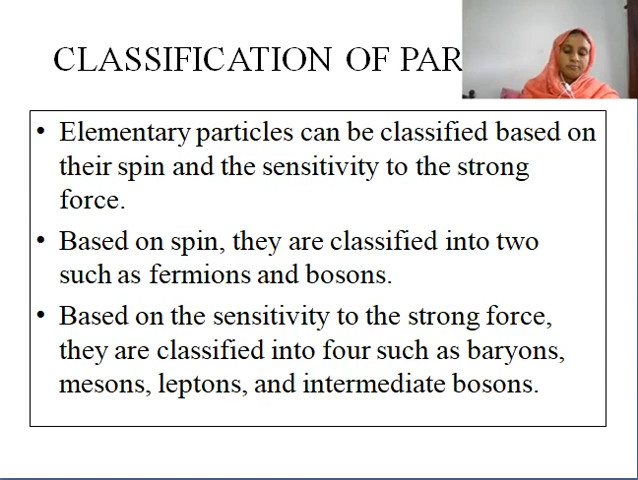 CLASSIFICATION OF PAR
• Elementary particles can be classified based on
their spin and the sensitivity to the strong
force.
• Based on spin, they are classified into two
such as fermions and bosons.
• Based on the sensitivity to the strong force,
they are classified into four such as baryons,
mesons, leptons, and intermediate bosons.